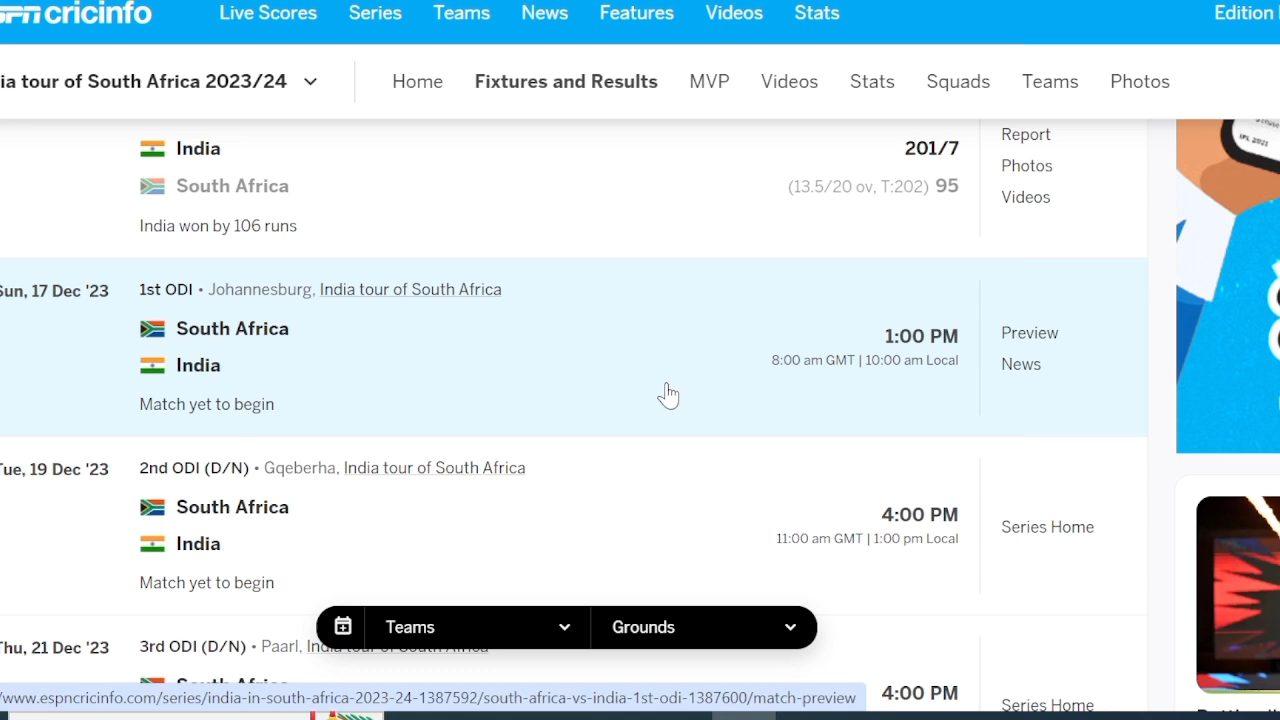 cricinfo
Live Scores Series Teams News Features Videos Stats Edition
ia tour of South Africa 2023/24 Home Fixtures and Results MVP Videos Stats Squads Teams Photos
India 201/7 Report
South Africa (13.5/20 ov, T:202) 95 Photos
Videos
India won by 106 runs
IPL 2021
Sun, 17 Dec '23 1st ODI • Johannesburg, India tour of South Africa
South Africa 1:00 PM Preview
India 8:00 am GMT | 10:00 am Local News
Match yet to begin
Tue, 19 Dec '23 2nd ODI (D/N) • Gqeberha, India tour of South Africa
South Africa 4:00 PM
India 11:00 am GMT | 1:00 pm Local Series Home
Match yet to begin
Teams Grounds
Thu, 21 Dec '23 3rd ODI (D/N) • Paarl, India tour of South Africa
4:00 PM Series Home
/www.espncricinfo.com/series/india-in-south-africa-2023-24-1387592/south-africa-vs-india-1st-odi-1387600/match-preview